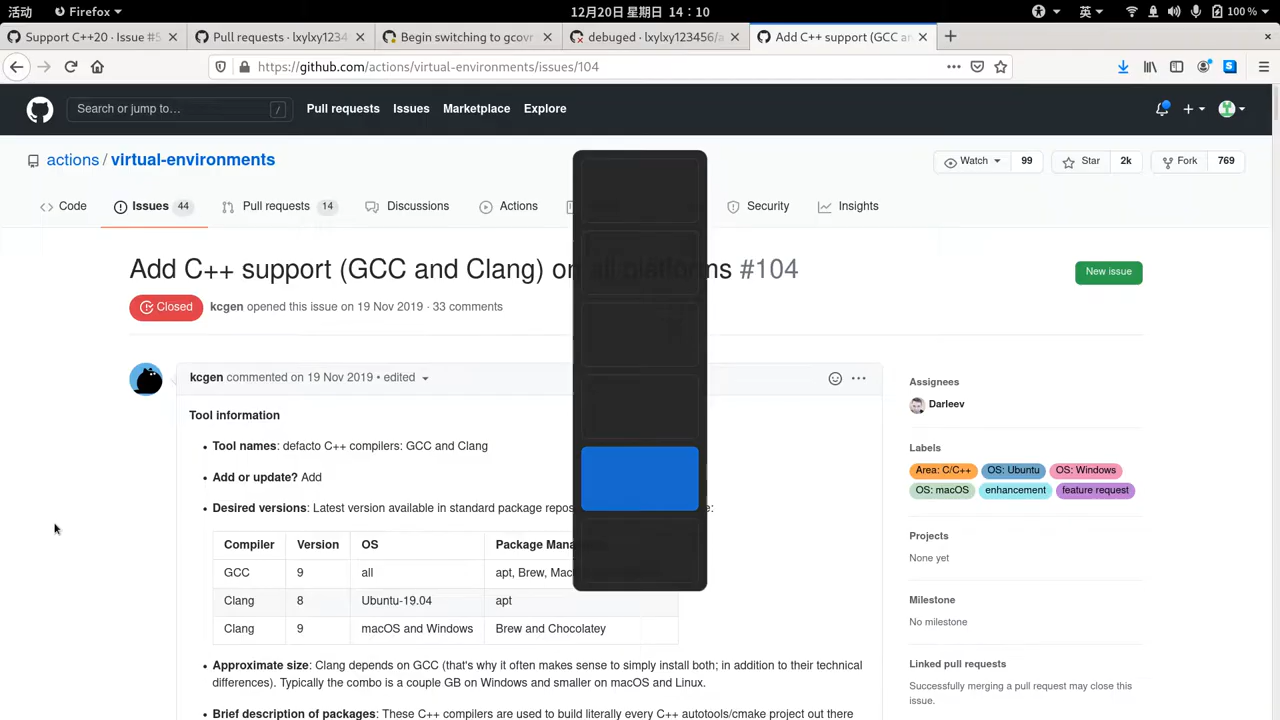 活动 Firefox 12月20日 星期日 14：10 英 100 %
Support C++20 · Issue #5 Pull requests · lxylxy1234 Begin switching to gcovr debuged · lxylxy123456/a Add C++ support (GCC an
https://github.com/actions/virtual-environments/issues/104
Search or jump to… / Pull requests Issues Marketplace Explore
actions / virtual-environments Watch 99 Star 2k Fork 769
Code Issues 44 Pull requests 14 Discussions Actions Security Insights
Add C++ support (GCC and Clang) on all platforms #104
New issue
Closed kcgen opened this issue on 19 Nov 2019 · 33 comments
kcgen commented on 19 Nov 2019 • edited
Tool information
• Tool names: defacto C++ compilers: GCC and Clang
• Add or update? Add
• Desired versions: Latest version available in standard package repos e:
Compiler Version OS Package Mana
GCC 9 all apt, Brew, Mac
Clang 8 Ubuntu-19.04 apt
Clang 9 macOS and Windows Brew and Chocolatey
• Approximate size: Clang depends on GCC (that's why it often makes sense to simply install both; in addition to their technical
differences). Typically the combo is a couple GB on Windows and smaller on macOS and Linux.
• Brief description of packages: These C++ compilers are used to build literally every C++ autotools/cmake project out there
Assignees
Darleev
Labels
Area: C/C++ OS: Ubuntu OS: Windows
OS: macOS enhancement feature request
Projects
None yet
Milestone
No milestone
Linked pull requests
Successfully merging a pull request may close this
issue.